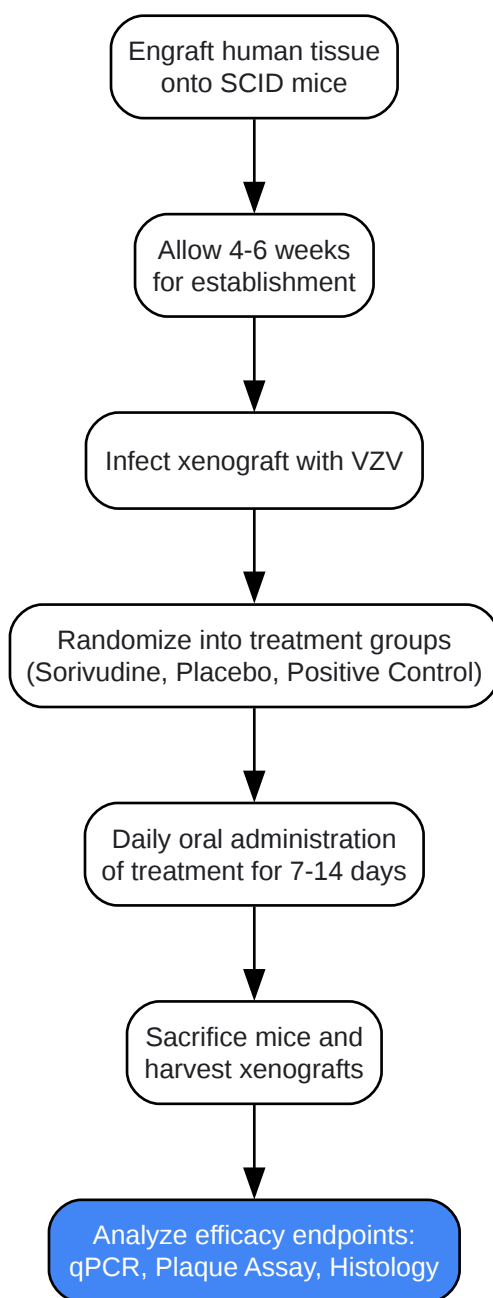 Engraft human tissue
onto SCID mice
Allow 4-6 weeks
for establishment
Infect xenograft with VZV
Randomize into treatment groups
(Sorivudine, Placebo, Positive Control)
Daily oral administration
of treatment for 7-14 days
Sacrifice mice and
harvest xenografts
Analyze efficacy endpoints:
qPCR, Plaque Assay, Histology